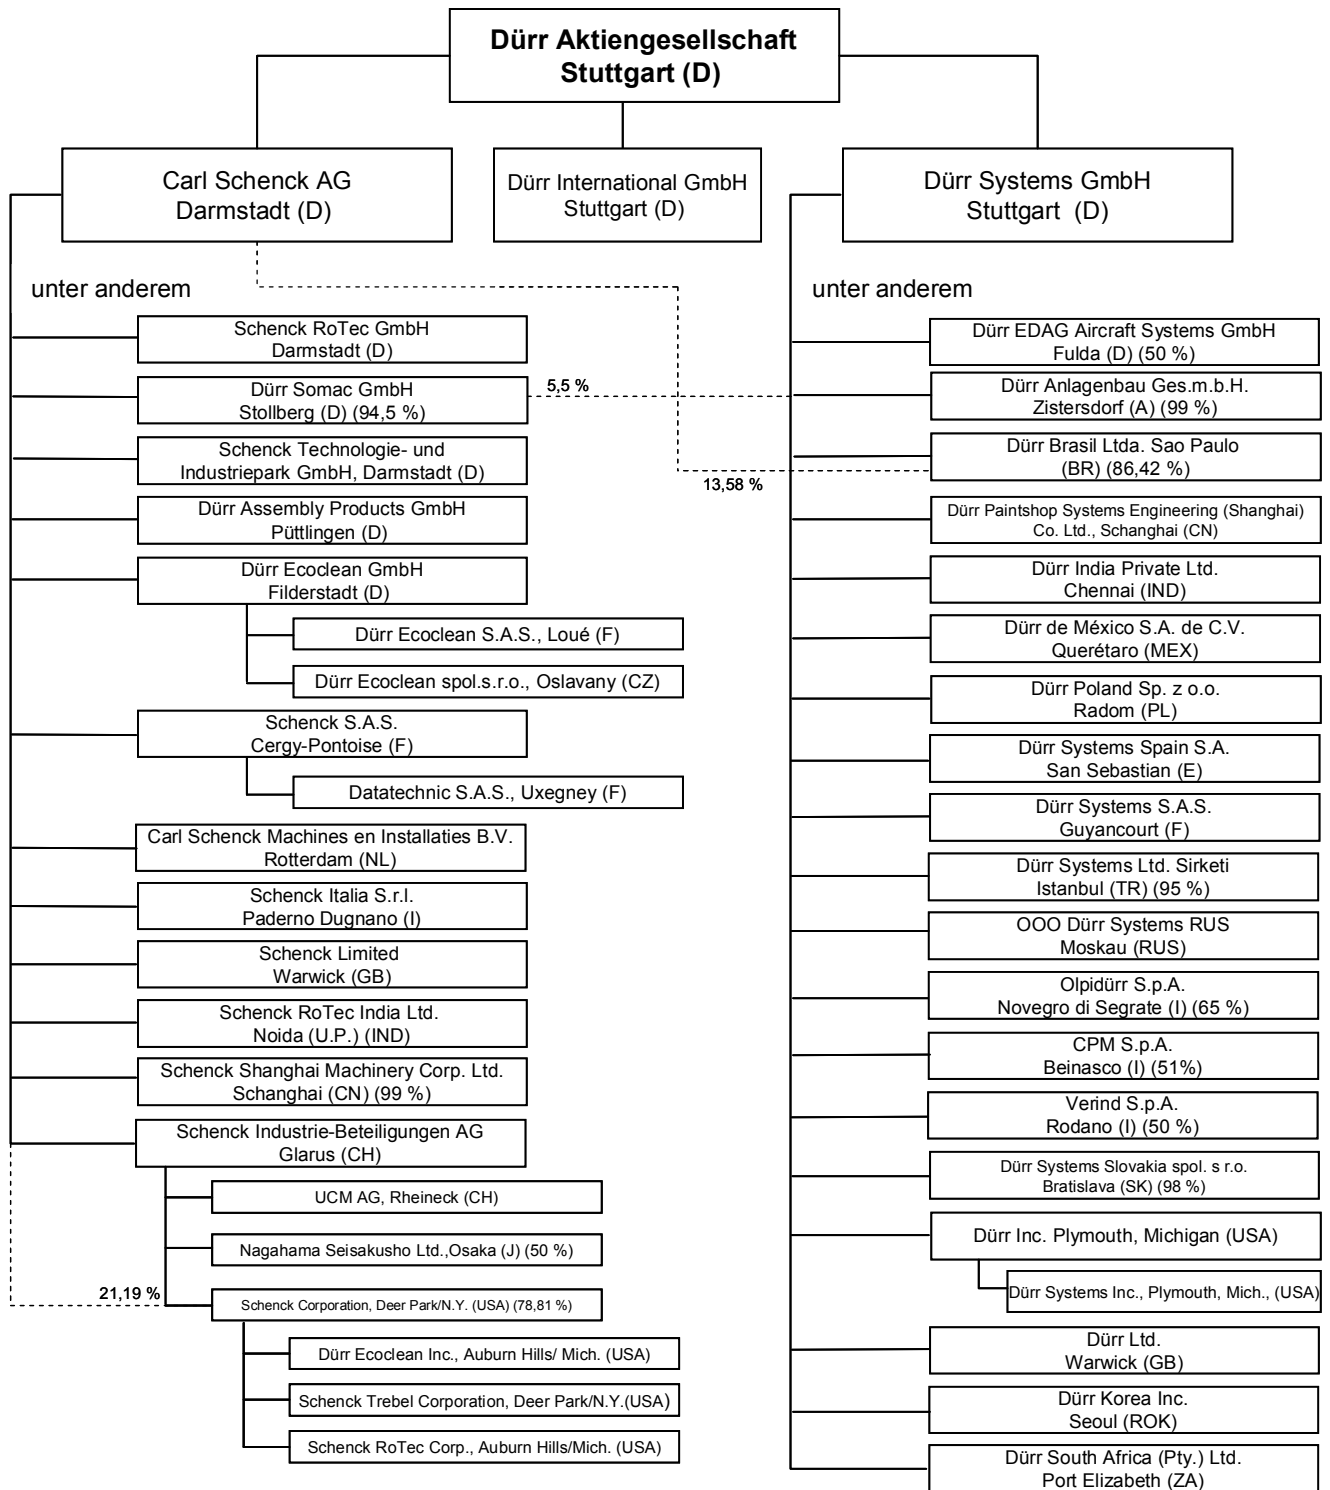 Dürr Aktiengesellschaft
Stuttgart (D)
Carl Schenck AG
Darmstadt (D)
Dürr International GmbH
Stuttgart (D)
Dürr Systems GmbH
Stuttgart (D)
unter anderem
Schenck RoTec GmbH
Darmstadt (D)
Dürr Somac GmbH
Stollberg (D) (94,5 %)
5,5 %
Schenck Technologie- und
Industriepark GmbH, Darmstadt (D)
13,58 %
Dürr Assembly Products GmbH
Püttlingen (D)
Dürr Ecoclean GmbH
Filderstadt (D)
Dürr Ecoclean S.A.S., Loué (F)
Dürr Ecoclean spol.s.r.o., Oslavany (CZ)
Schenck S.A.S.
Cergy-Pontoise (F)
Datatechnic S.A.S., Uxegney (F)
Carl Schenck Machines en Installaties B.V.
Rotterdam (NL)
Schenck Italia S.r.l.
Paderno Dugnano (I)
Schenck Limited
Warwick (GB)
Schenck RoTec India Ltd.
Noida (U.P.) (IND)
Schenck Shanghai Machinery Corp. Ltd.
Schanghai (CN) (99 %)
Schenck Industrie-Beteiligungen AG
Glarus (CH)
UCM AG, Rheineck (CH)
Nagahama Seisakusho Ltd.,Osaka (J) (50 %)
21,19 %
Schenck Corporation, Deer Park/N.Y. (USA) (78,81 %)
Dürr Ecoclean Inc., Auburn Hills/ Mich. (USA)
Schenck Trebel Corporation, Deer Park/N.Y.(USA)
Schenck RoTec Corp., Auburn Hills/Mich. (USA)
unter anderem
Dürr EDAG Aircraft Systems GmbH
Fulda (D) (50 %)
Dürr Anlagenbau Ges.m.b.H.
Zistersdorf (A) (99 %)
Dürr Brasil Ltda. Sao Paulo
(BR) (86,42 %)
Dürr Paintshop Systems Engineering (Shanghai)
Co. Ltd., Schanghai (CN)
Dürr India Private Ltd.
Chennai (IND)
Dürr de México S.A. de C.V.
Querétaro (MEX)
Dürr Poland Sp. z o.o.
Radom (PL)
Dürr Systems Spain S.A.
San Sebastian (E)
Dürr Systems S.A.S.
Guyancourt (F)
Dürr Systems Ltd. Sirketi
Istanbul (TR) (95 %)
OOO Dürr Systems RUS
Moskau (RUS)
Olpidürr S.p.A.
Novegro di Segrate (I) (65 %)
CPM S.p.A.
Beinasco (I) (51%)
Verind S.p.A.
Rodano (I) (50 %)
Dürr Systems Slovakia spol. s r.o.
Bratislava (SK) (98 %)
Dürr Inc. Plymouth, Michigan (USA)
Dürr Systems Inc., Plymouth, Mich., (USA)
Dürr Ltd.
Warwick (GB)
Dürr Korea Inc.
Seoul (ROK)
Dürr South Africa (Pty.) Ltd.
Port Elizabeth (ZA)